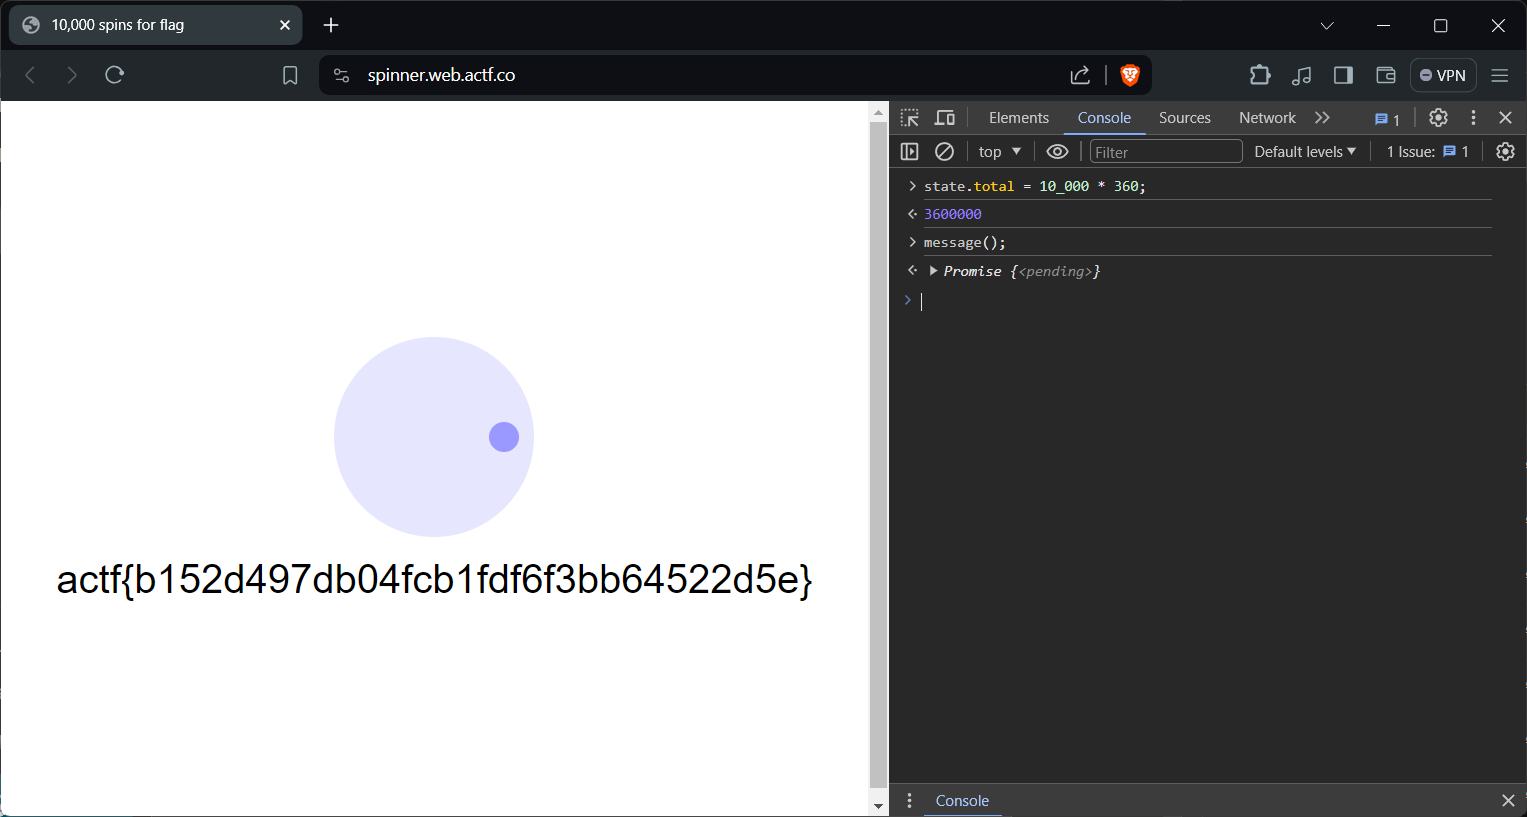 10,000 spins for flag
spinner.web.actf.co
VPN
Elements Console Sources Network 1
top Filter Default levels 1 Issue: 1
state.total = 10_000 * 360;
3600000
message();
Promise {<pending>}
actf{b152d497db04fcb1fdf6f3bb64522d5e}
Console